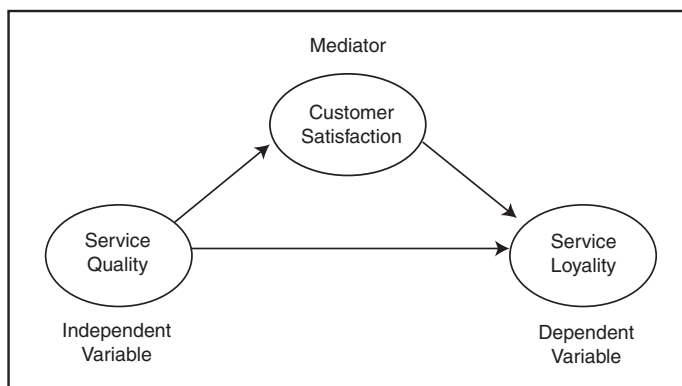 Mediator
Customer
Satisfaction
Service
Quality
Service
Loyality
Independent
Variable
Dependent
Variable